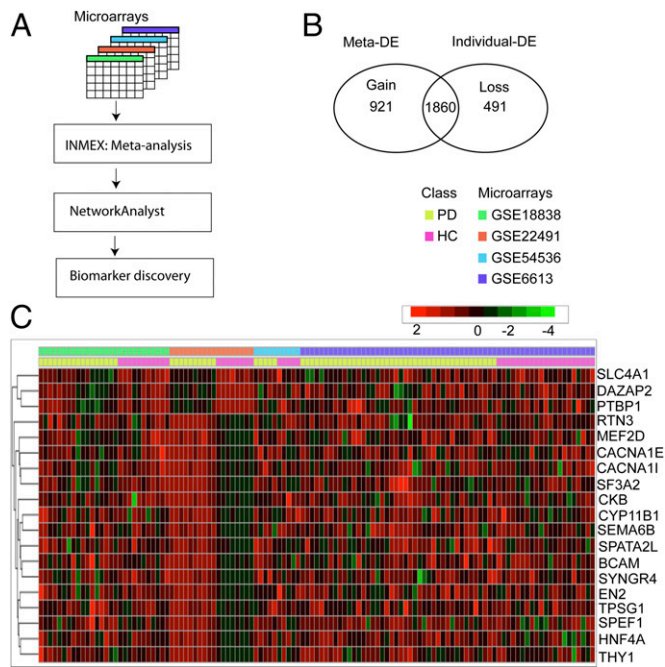 A
Microarrays
INMEX: Meta-analysis
NetworkAnalyst
Biomarker discovery
B
Meta-DE Individual-DE
Gain Loss
921 1860 491
Class Microarrays
PD GSE18838
HC GSE22491
GSE54536
GSE6613
C
2 0 -2 -4
SLC4A1
DAZAP2
PTBP1
RTN3
MEF2D
CACNA1E
CACNA1I
SF3A2
CKB
CYP11B1
SEMA6B
SPATA2L
BCAM
SYNGR4
EN2
TPSG1
SPEF1
HNF4A
THY1